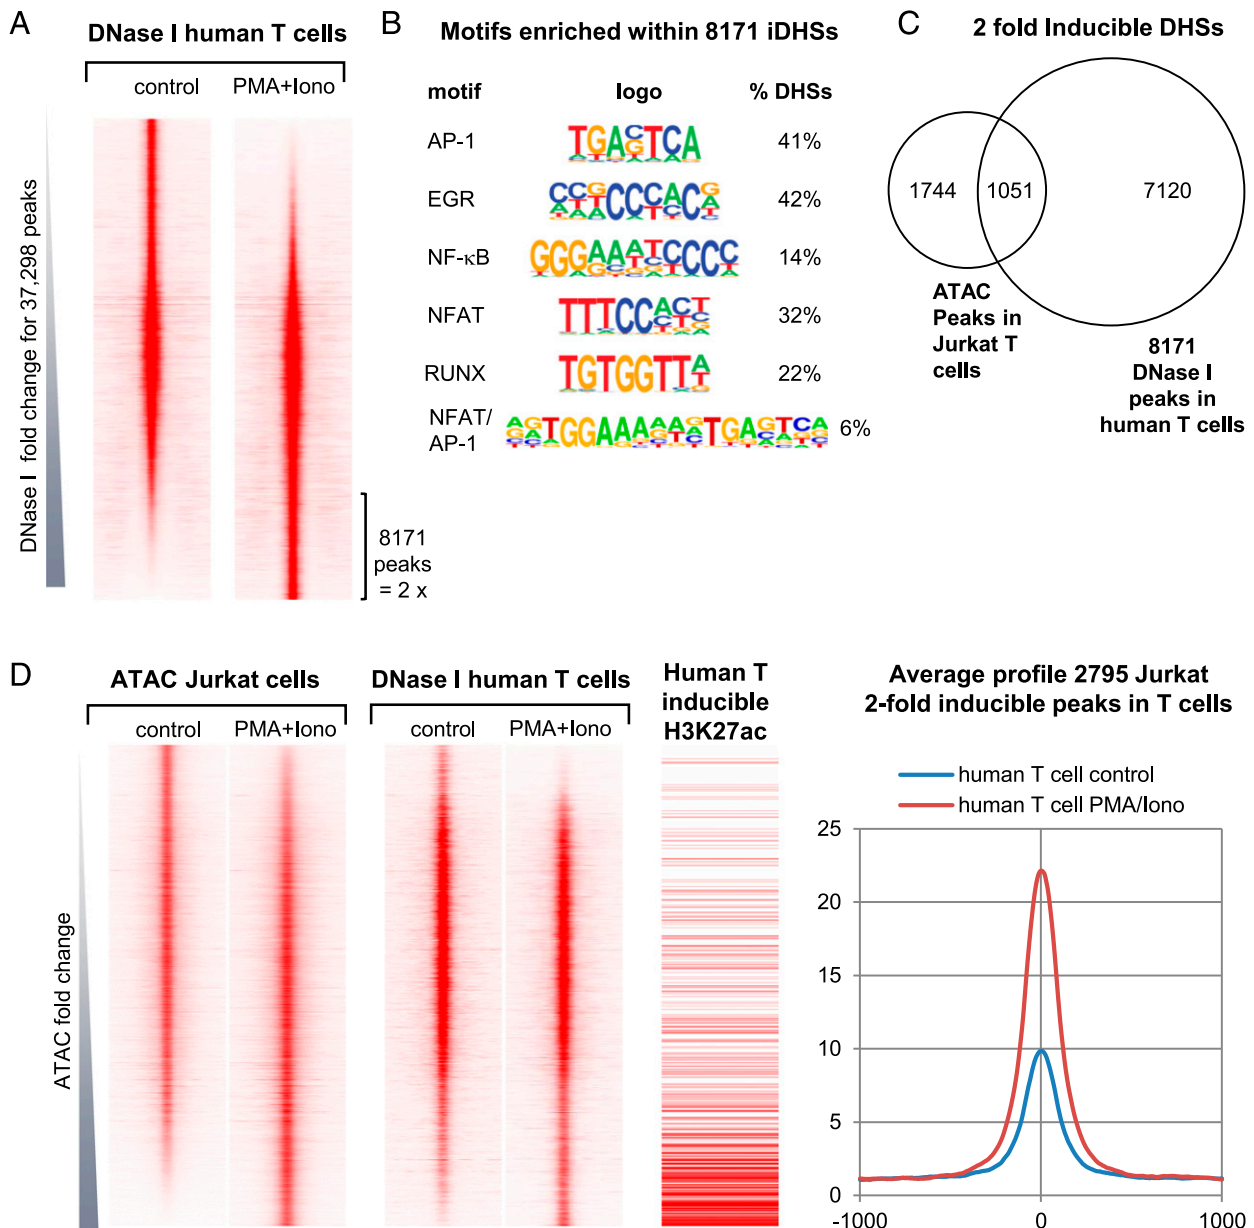 A
DNase I human T cells
control
PMA+Iono
DNase I fold change for 37,298 peaks
8171
peaks
= 2 x
B
Motifs enriched within 8171 iDHSs
motif
logo
% DHSs
AP-1
41%
EGR
42%
NF-κB
14%
NFAT
32%
RUNX
TGTGGTT
22%
NFAT/
AP-1
6%
C
2 fold Inducible DHSs
1744
1051
7120
ATAC
Peaks in
Jurkat T
cells
8171
DNase I
peaks in
human T cells
D
ATAC Jurkat cells
control
PMA+Iono
ATAC fold change
DNase I human T cells
control
PMA+Iono
Human T
inducible
H3K27ac
Average profile 2795 Jurkat
2-fold inducible peaks in T cells
human T cell control
human T cell PMA/Iono
25
20
15
10
5
0
-1000
0
1000